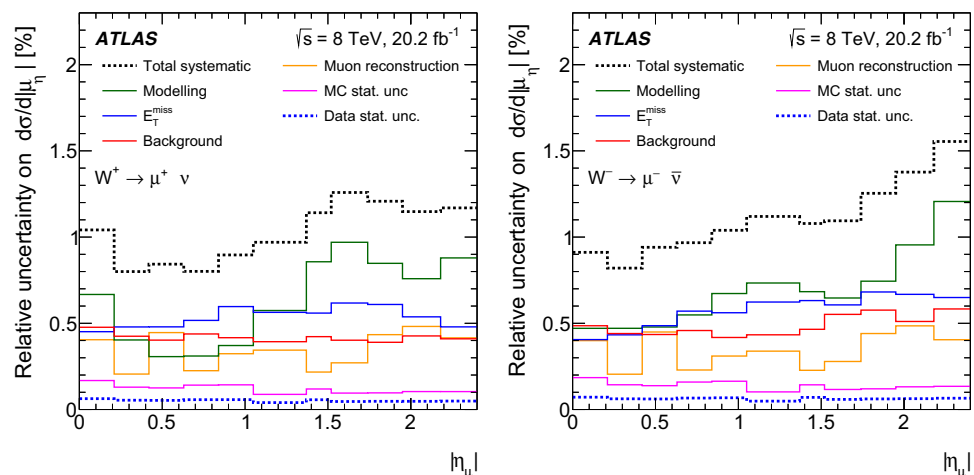 Relative uncertainty on dσ/d|η_μ| [%]
ATLAS
√s = 8 TeV, 20.2 fb⁻¹
Total systematic
Modelling
E_T^miss
Background
Muon reconstruction
MC stat. unc
Data stat. unc.
W⁺ → μ⁺ ν
2
1.5
1
0.5
0
0 0.5 1 1.5 2
|η_μ|
Relative uncertainty on dσ/d|η_μ| [%]
ATLAS
√s = 8 TeV, 20.2 fb⁻¹
Total systematic
Modelling
E_T^miss
Background
Muon reconstruction
MC stat. unc
Data stat. unc.
W⁻ → μ⁻ ν̄
2
1.5
1
0.5
0
0 0.5 1 1.5 2
|η_μ|